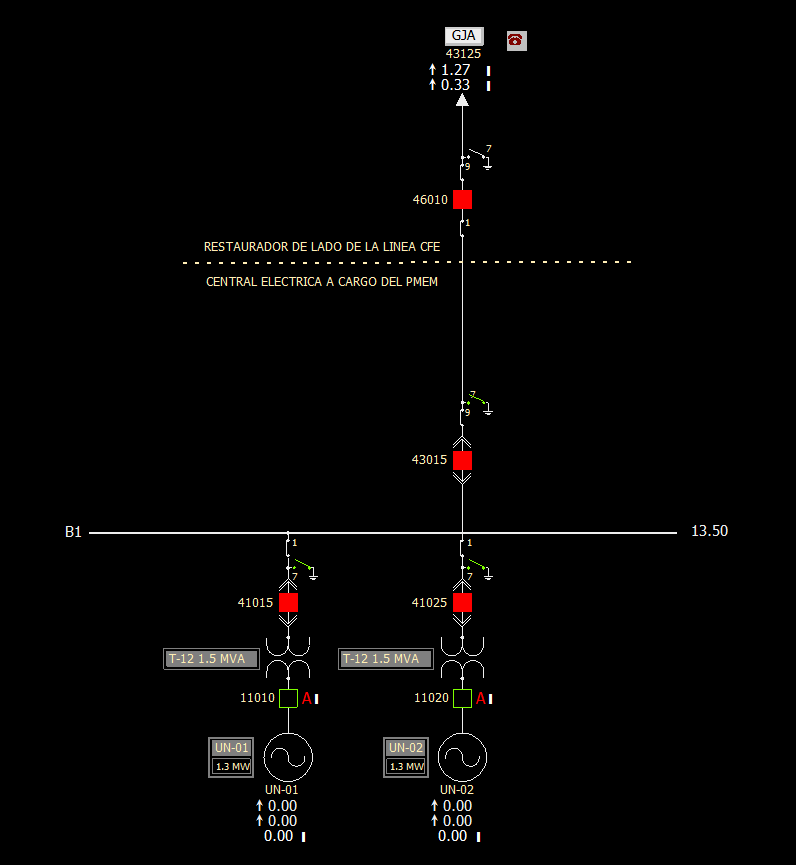 GJA
43125
1.27
0.33
7
9
46010
1
RESTAURADOR DE LADO DE LA LINEA CFE
CENTRAL ELECTRICA A CARGO DEL PMEM
7
9
43015
B1 13.50
1 1
7 7
41015 41025
T-12 1.5 MVA T-12 1.5 MVA
11010 A 11020 A
UN-01 UN-02
1.3 MW 1.3 MW
UN-01 UN-02
0.00 0.00
0.00 0.00
0.00 0.00